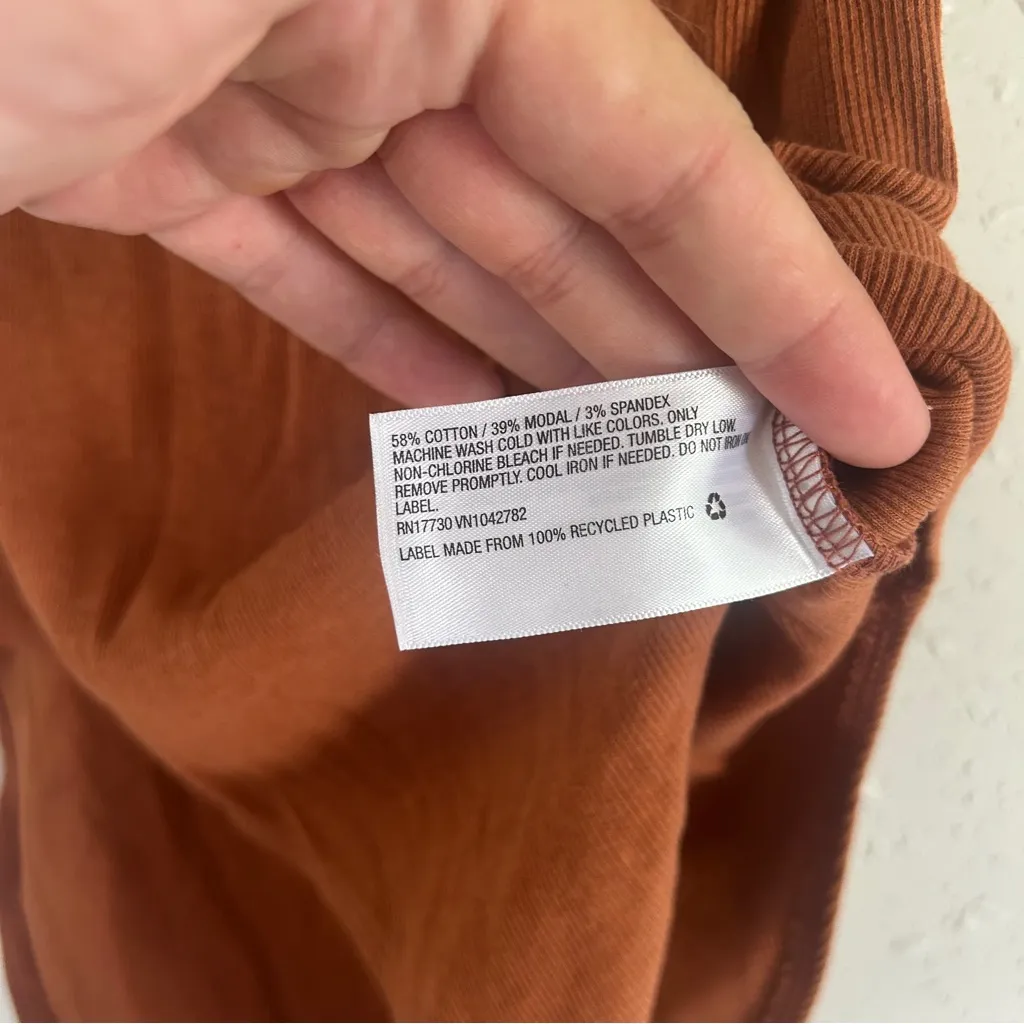 58% COTTON / 39% MODAL / 3% SPANDEX
MACHINE WASH COLD WITH LIKE COLORS, ONLY
NON-CHLORINE BLEACH IF NEEDED. TUMBLE DRY LOW.
REMOVE PROMPTLY. COOL IRON IF NEEDED. DO NOT IRON ON
LABEL.
RN17730 VN1042782
LABEL MADE FROM 100% RECYCLED PLASTIC